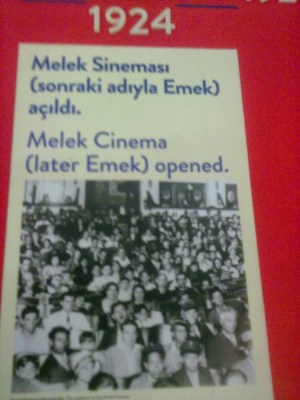 1924
Melek Sineması
(sonraki adıyla Emek)
açıldı.
Melek Cinema
(later Emek) opened.